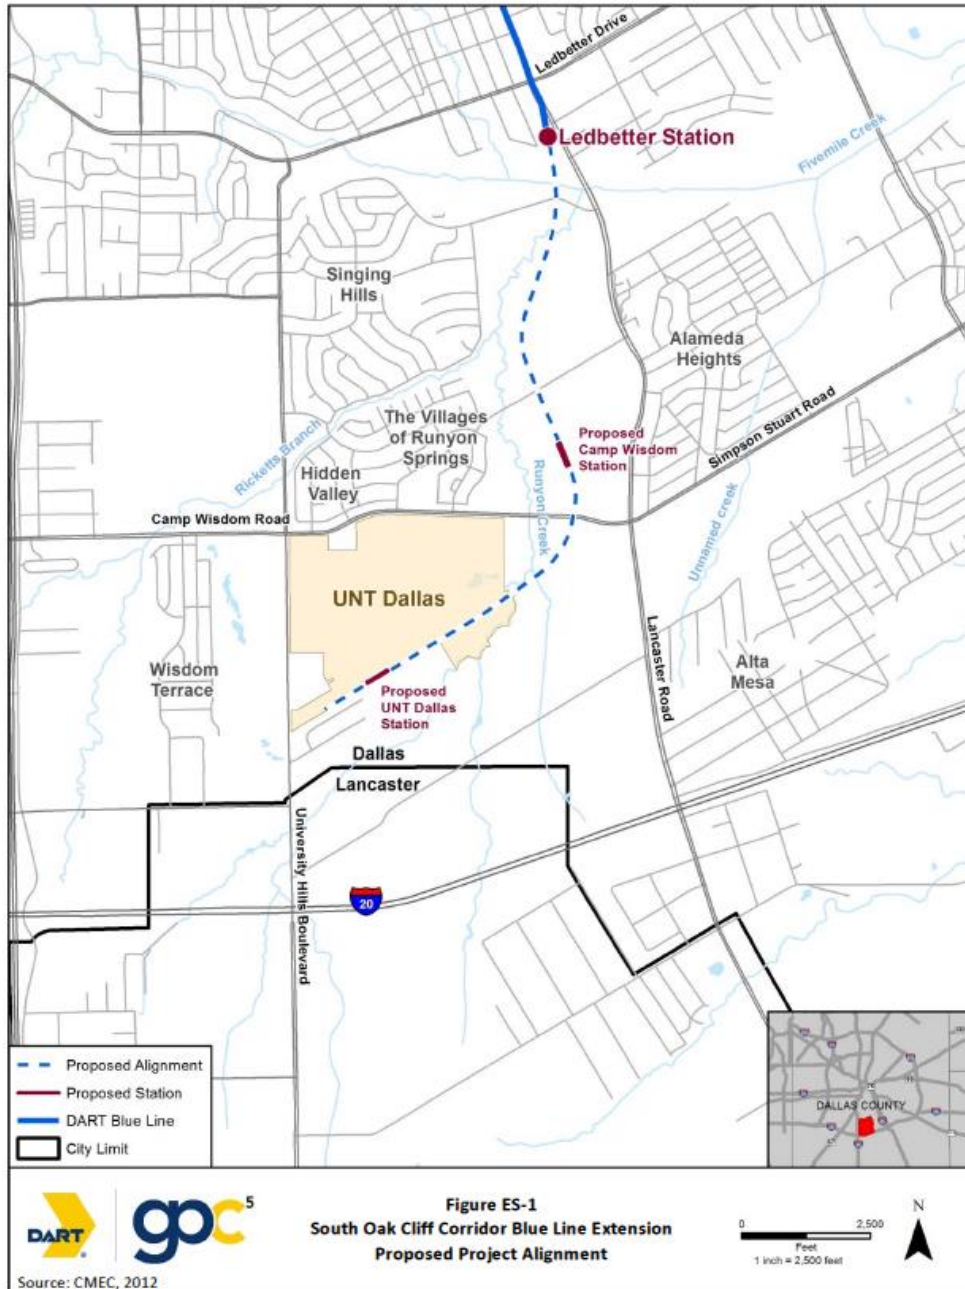 Ledbetter Drive
Ledbetter Station
Fivemile Creek
Singing
Hills
Alameda
Heights
Simpson Stuart Road
The Villages
of Runyon
Springs
Proposed
Camp Wisdom
Station
Ricketts Branch
Hidden
Valley
Runyon Creek
Unnamed creek
Camp Wisdom Road
UNT Dallas
Wisdom
Terrace
Lancaster Road
Alta
Mesa
Proposed
UNT Dallas
Station
Dallas
Lancaster
University Hills Boulevard
20
Proposed Alignment
Proposed Station
DART Blue Line
City Limit
DALLAS COUNTY
DART
gpc5
Figure ES-1
South Oak Cliff Corridor Blue Line Extension
Proposed Project Alignment
0 2,500
Feet
1 inch = 2,500 feet
N
Source: CMEC, 2012